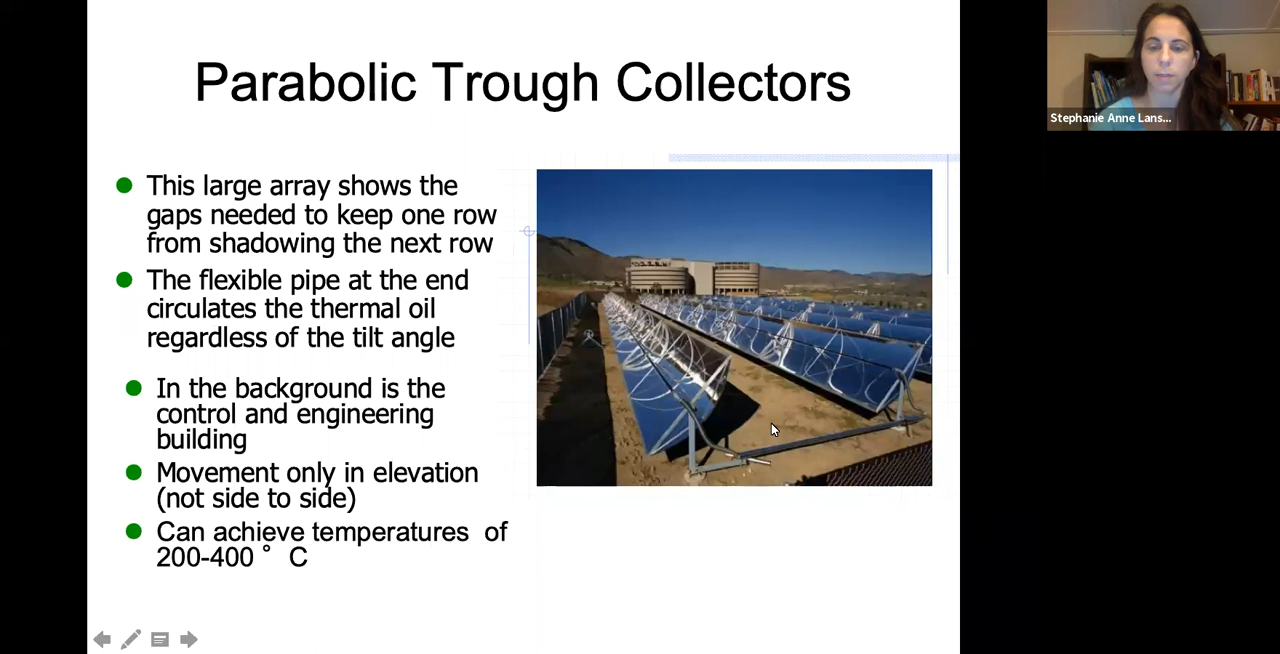 Parabolic Trough Collectors
This large array shows the
gaps needed to keep one row
from shadowing the next row
The flexible pipe at the end
circulates the thermal oil
regardless of the tilt angle
In the background is the
control and engineering
building
Movement only in elevation
(not side to side)
Can achieve temperatures of
200-400 ° C
Stephanie Anne Lans...